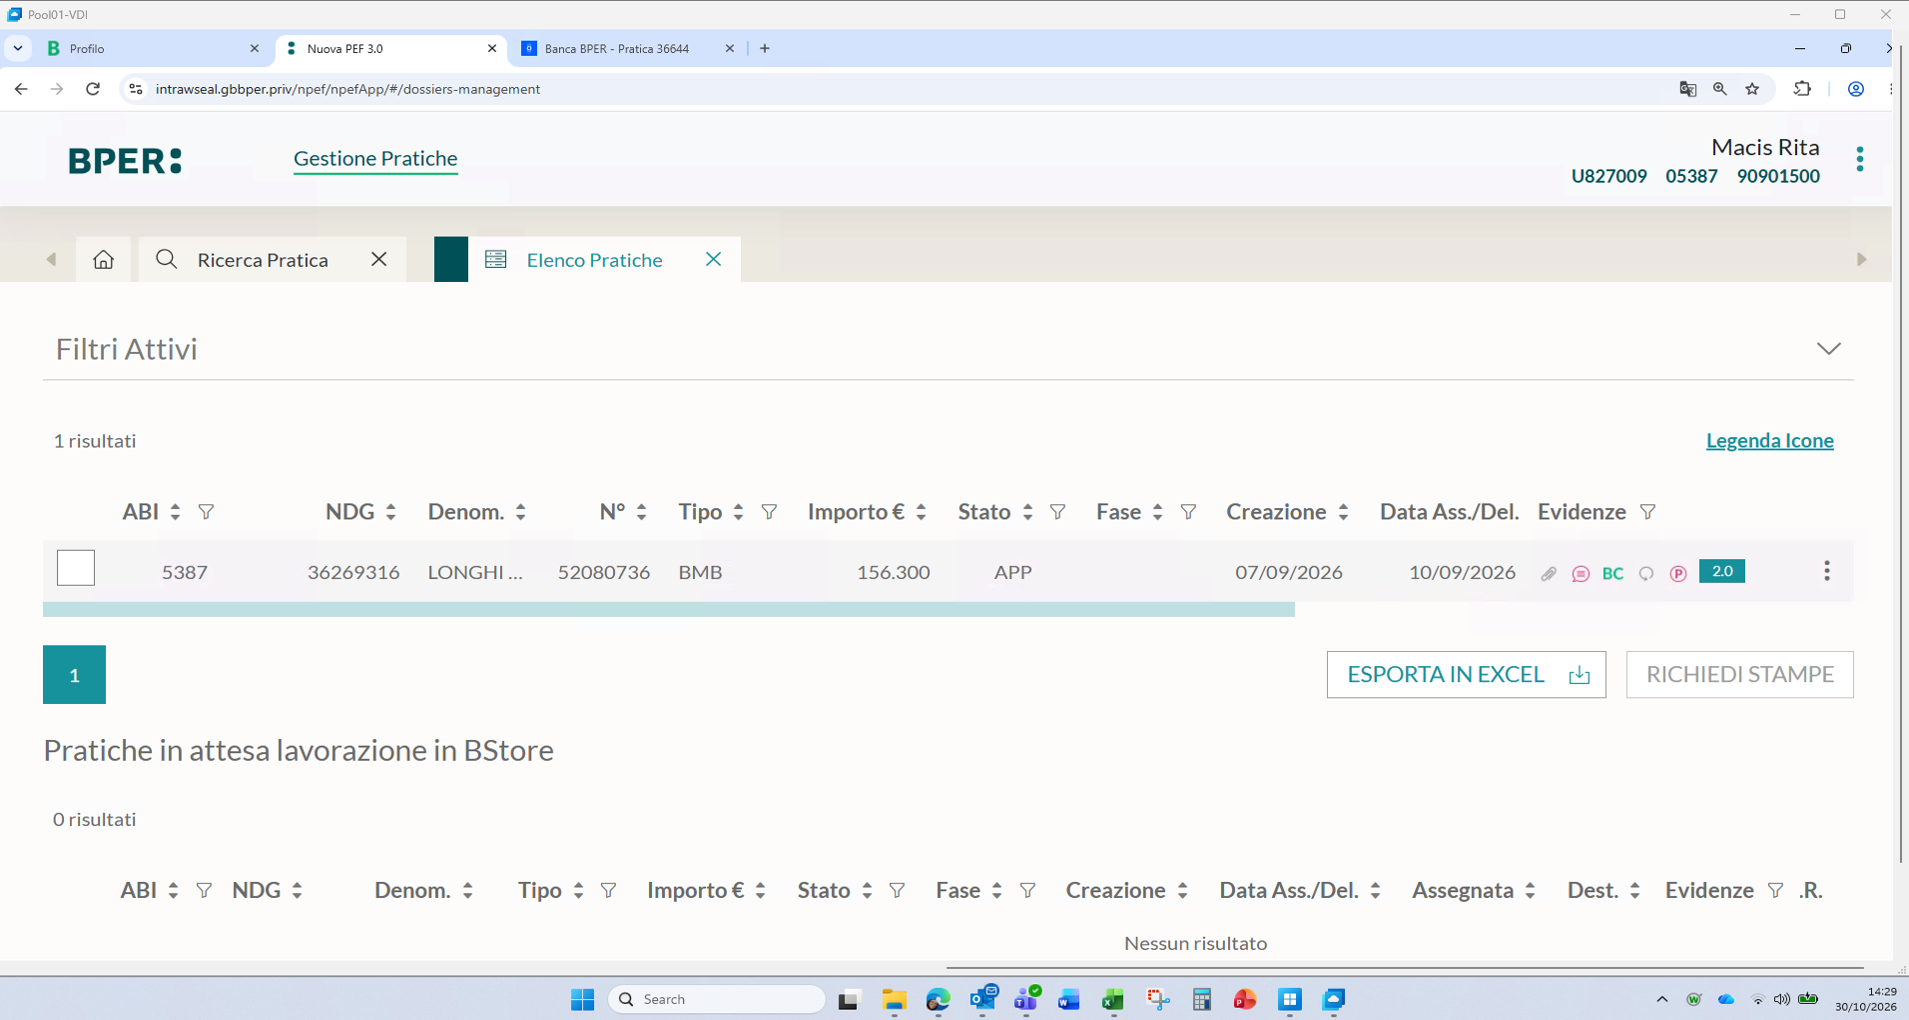 Pool01-VDI
Profilo
Nuova PEF 3.0
Banca BPER - Pratica 36644
intrawseal.gbbper.priv/npef/npefApp/#/dossiers-management
BPER:
Gestione Pratiche
Macis Rita
U827009 05387 90901500
Ricerca Pratica
Elenco Pratiche
Filtri Attivi
1 risultati
Legenda Icone
ABI NDG Denom. N° Tipo Importo € Stato Fase Creazione Data Ass./Del. Evidenze
5387 36269316 LONGHI ... 52080736 BMB 156.300 APP 07/09/2026 10/09/2026 BC P 2.0
1
ESPORTA IN EXCEL
RICHIEDI STAMPE
Pratiche in attesa lavorazione in BStore
0 risultati
ABI NDG Denom. Tipo Importo € Stato Fase Creazione Data Ass./Del. Assegnata Dest. Evidenze .R.
Nessun risultato
Search
14:29
30/10/2026